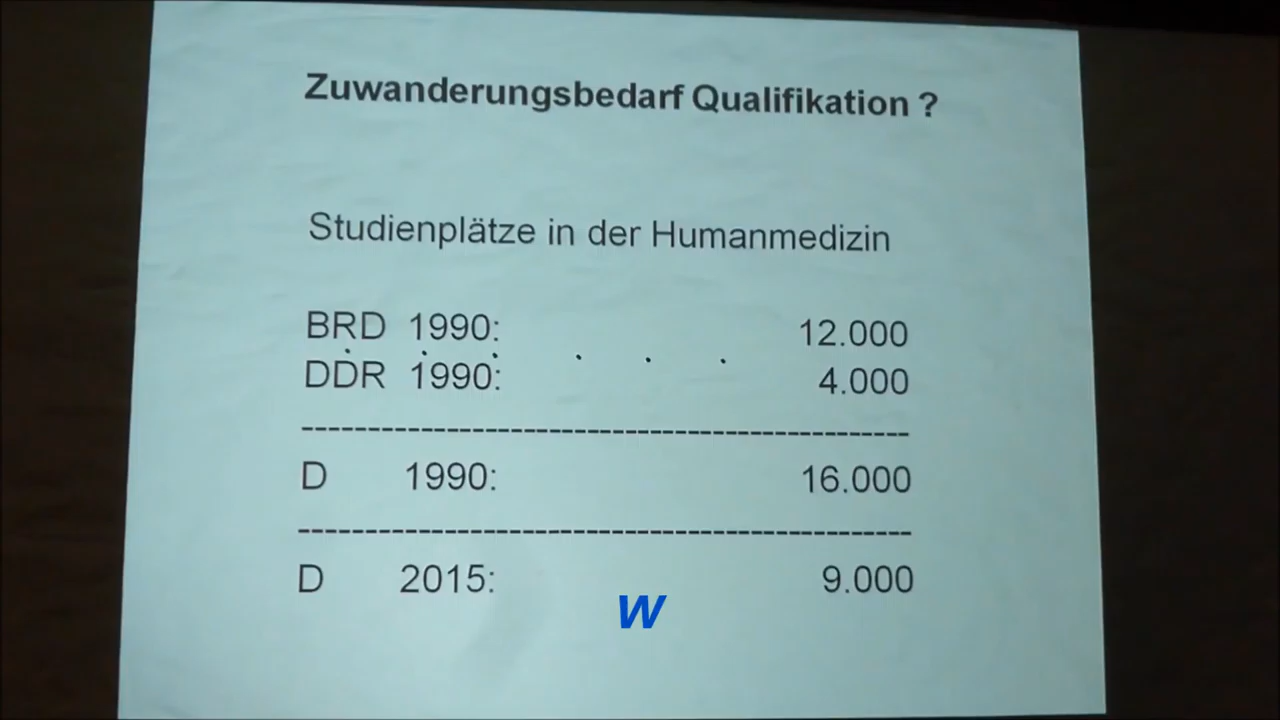 Zuwanderungsbedarf Qualifikation ?
Studienplätze in der Humanmedizin
BRD 1990: 12.000
DDR 1990: 4.000
D 1990: 16.000
D 2015: 9.000
W